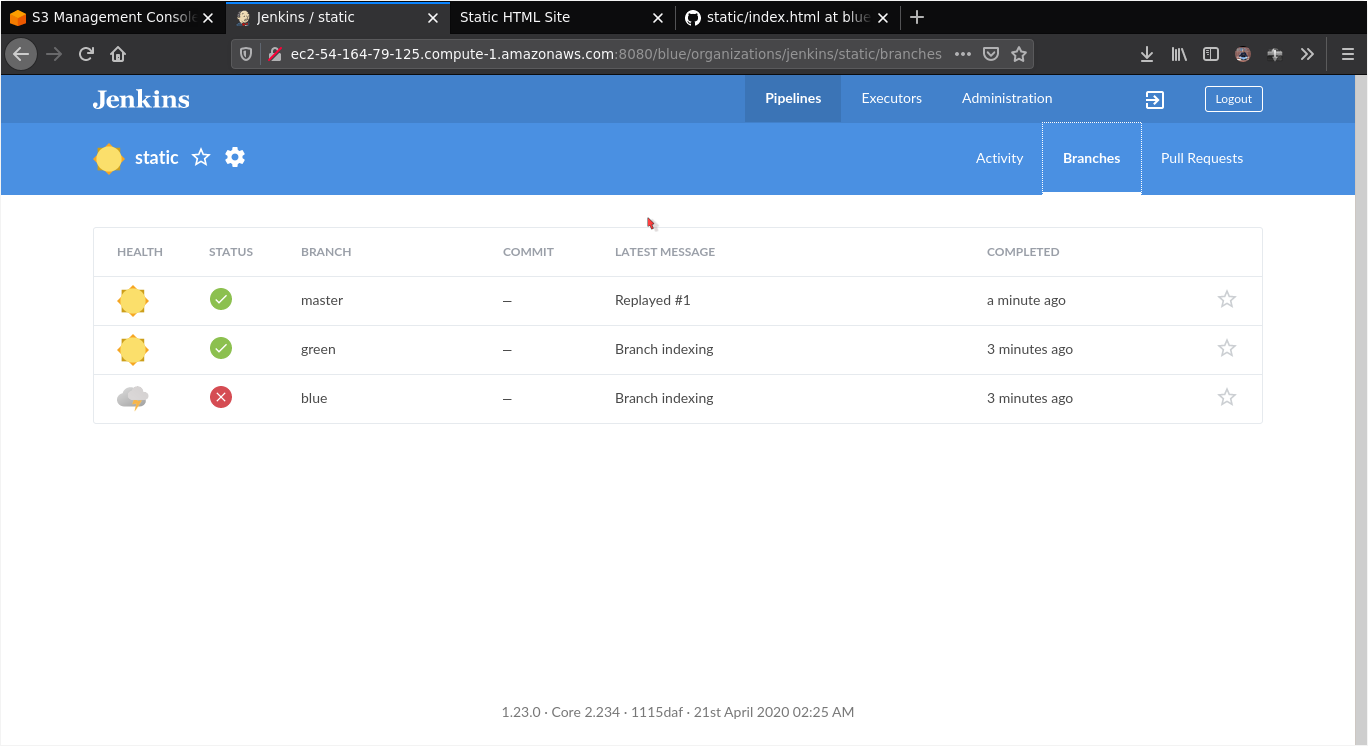 S3 Management Console
Jenkins / static
Static HTML Site
static/index.html at blue
ec2-54-164-79-125.compute-1.amazonaws.com:8080/blue/organizations/jenkins/static/branches
Jenkins
Pipelines
Executors
Administration
Logout
static
Activity
Branches
Pull Requests
HEALTH STATUS BRANCH COMMIT LATEST MESSAGE COMPLETED
master – Replayed #1 a minute ago
green – Branch indexing 3 minutes ago
blue – Branch indexing 3 minutes ago
1.23.0 · Core 2.234 · 1115daf · 21st April 2020 02:25 AM